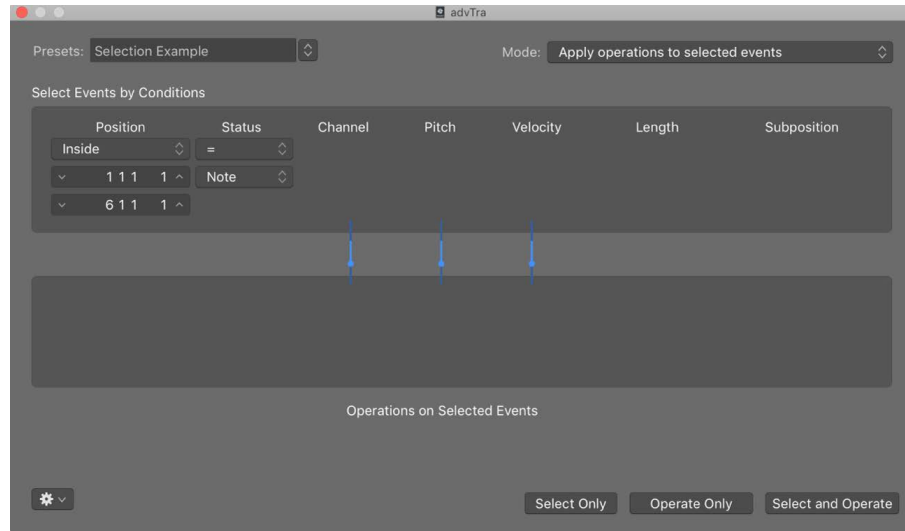 advTra
Presets: Selection Example Mode: Apply operations to selected events
Select Events by Conditions
Position Status Channel Pitch Velocity Length Subposition
Inside =
1 1 1 1 Note
6 1 1 1
Operations on Selected Events
Select Only Operate Only Select and Operate